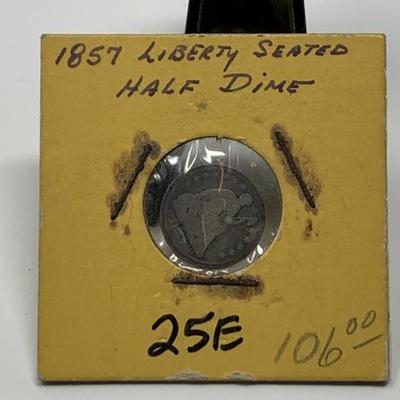 1857 LIBERTY SEATED
HALF DIME
25E
106.00